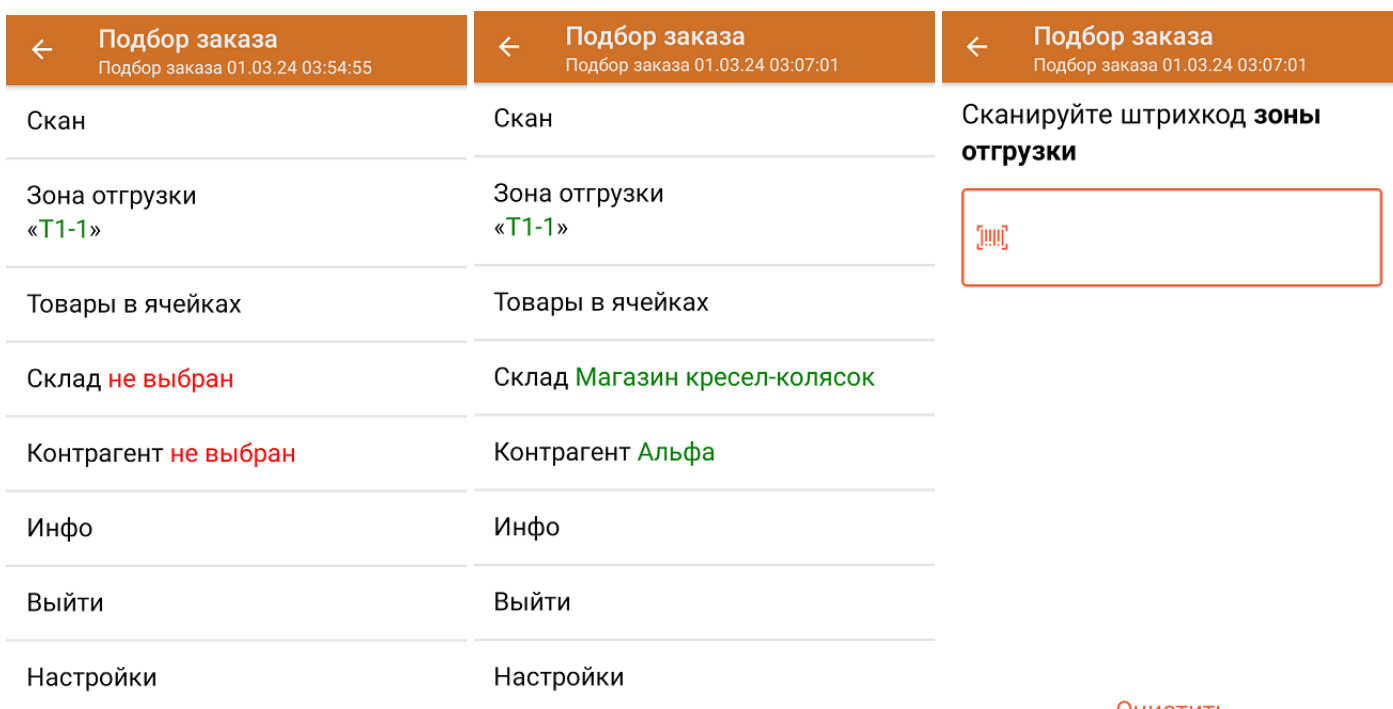 Подбор заказа
Подбор заказа 01.03.24 03:54:55
Скан
Зона отгрузки
«Т1-1»
Товары в ячейках
Склад не выбран
Контрагент не выбран
Инфо
Выйти
Настройки
Подбор заказа
Подбор заказа 01.03.24 03:07:01
Скан
Зона отгрузки
«Т1-1»
Товары в ячейках
Склад Магазин кресел-колясок
Контрагент Альфа
Инфо
Выйти
Настройки
Подбор заказа
Подбор заказа 01.03.24 03:07:01
Сканируйте штрихкод зоны
отгрузки
Очистить